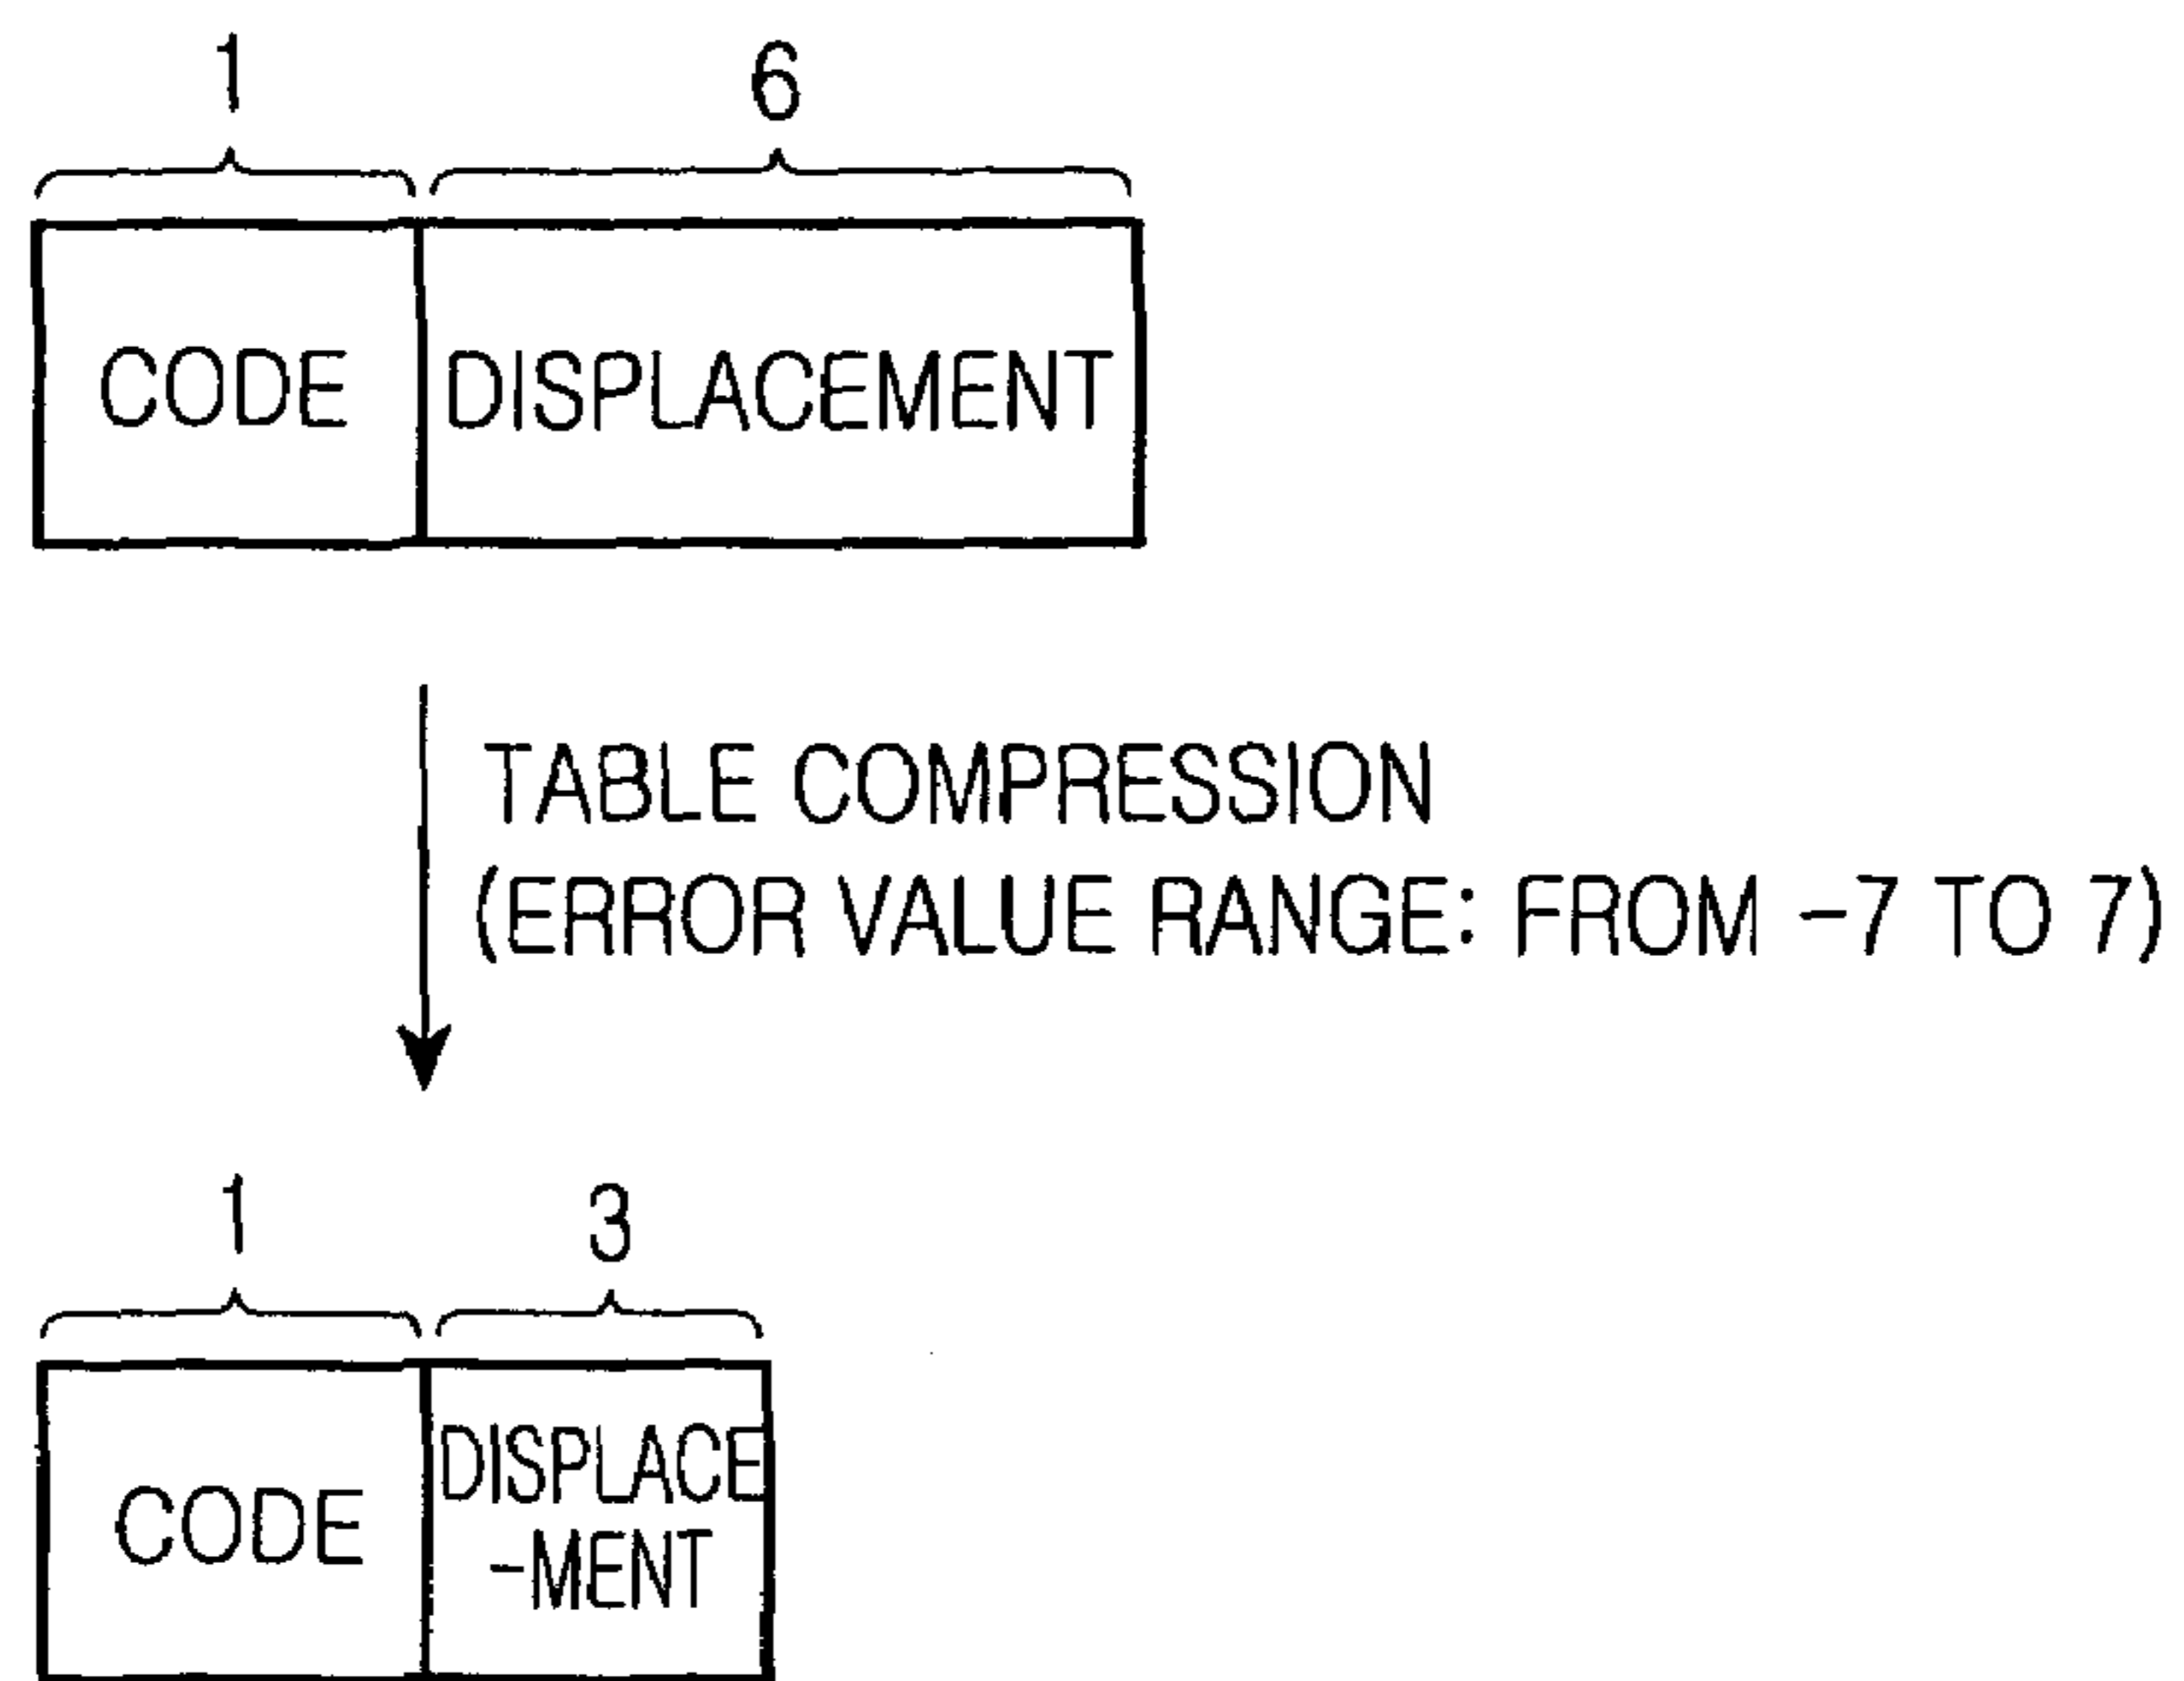 1 6
CODE DISPLACEMENT
TABLE COMPRESSION
(ERROR VALUE RANGE: FROM -7 TO 7)
1 3
CODE DISPLACE
-MENT